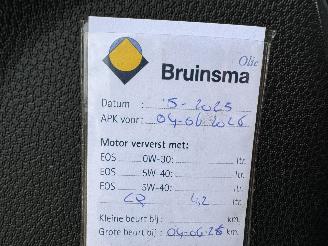 Olie
Bruinsma
Datum : 5-2025
APK voor: 04-06-2026
Motor ververst met:
EOS 0W-30: ltr.
EOS 5W-40: ltr.
EOS 5W-40: ltr.
4,2 ltr.
Kleine beurt bij: km.
Grote beurt bij: 04-06-26 km.